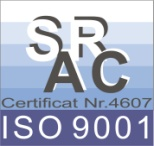 SR
AC
Certificat Nr.4607
ISO 9001